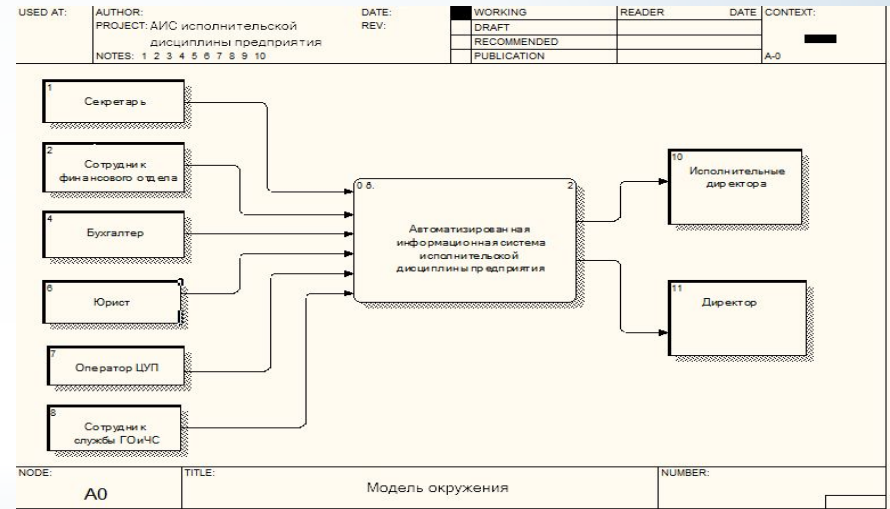 USED AT:
AUTHOR:
DATE:
WORKING
READER
DATE
CONTEXT:
PROJECT: АИС исполнительской
REV:
DRAFT
дисциплины предприятия
RECOMMENDED
NOTES: 1 2 3 4 5 6 7 8 9 10
PUBLICATION
A-0
1
Секретарь
2
Сотрудник
финансового отдела
4
Бухгалтер
6
Юрист
7
Оператор ЦУП
8
Сотрудник
службы ГОиЧС
0 б.
2
Автоматизированная
информационная система
исполнительской
дисциплины предприятия
10
Исполнительные
директора
11
Директор
NODE:
A0
TITLE:
Модель окружения
NUMBER: